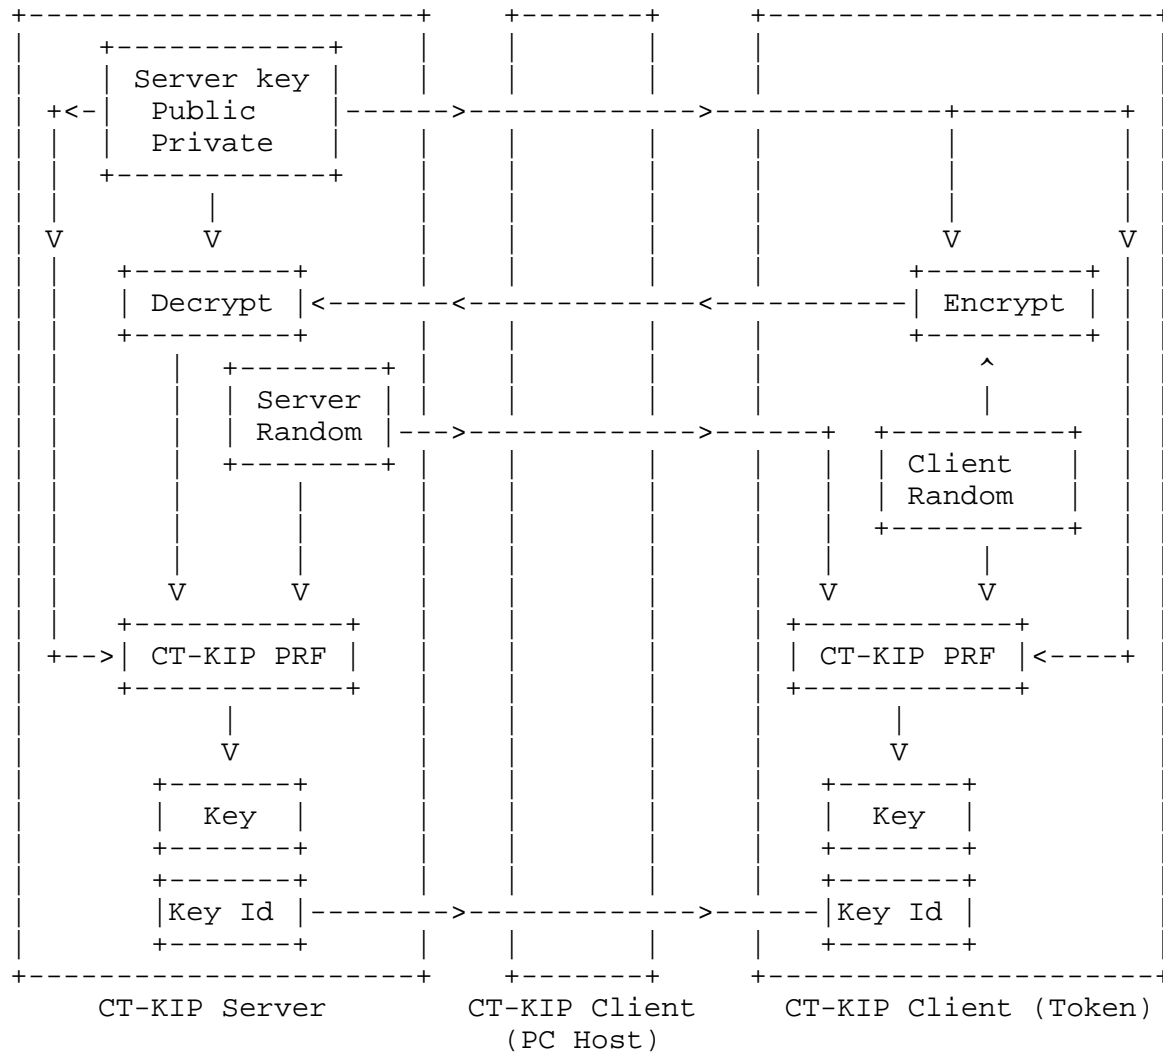 Server key
Public
Private
Decrypt
Encrypt
Server
Random
Client
Random
CT-KIP PRF
CT-KIP PRF
Key
Key
Key Id
Key Id
CT-KIP Server
CT-KIP Client
(PC Host)
CT-KIP Client (Token)